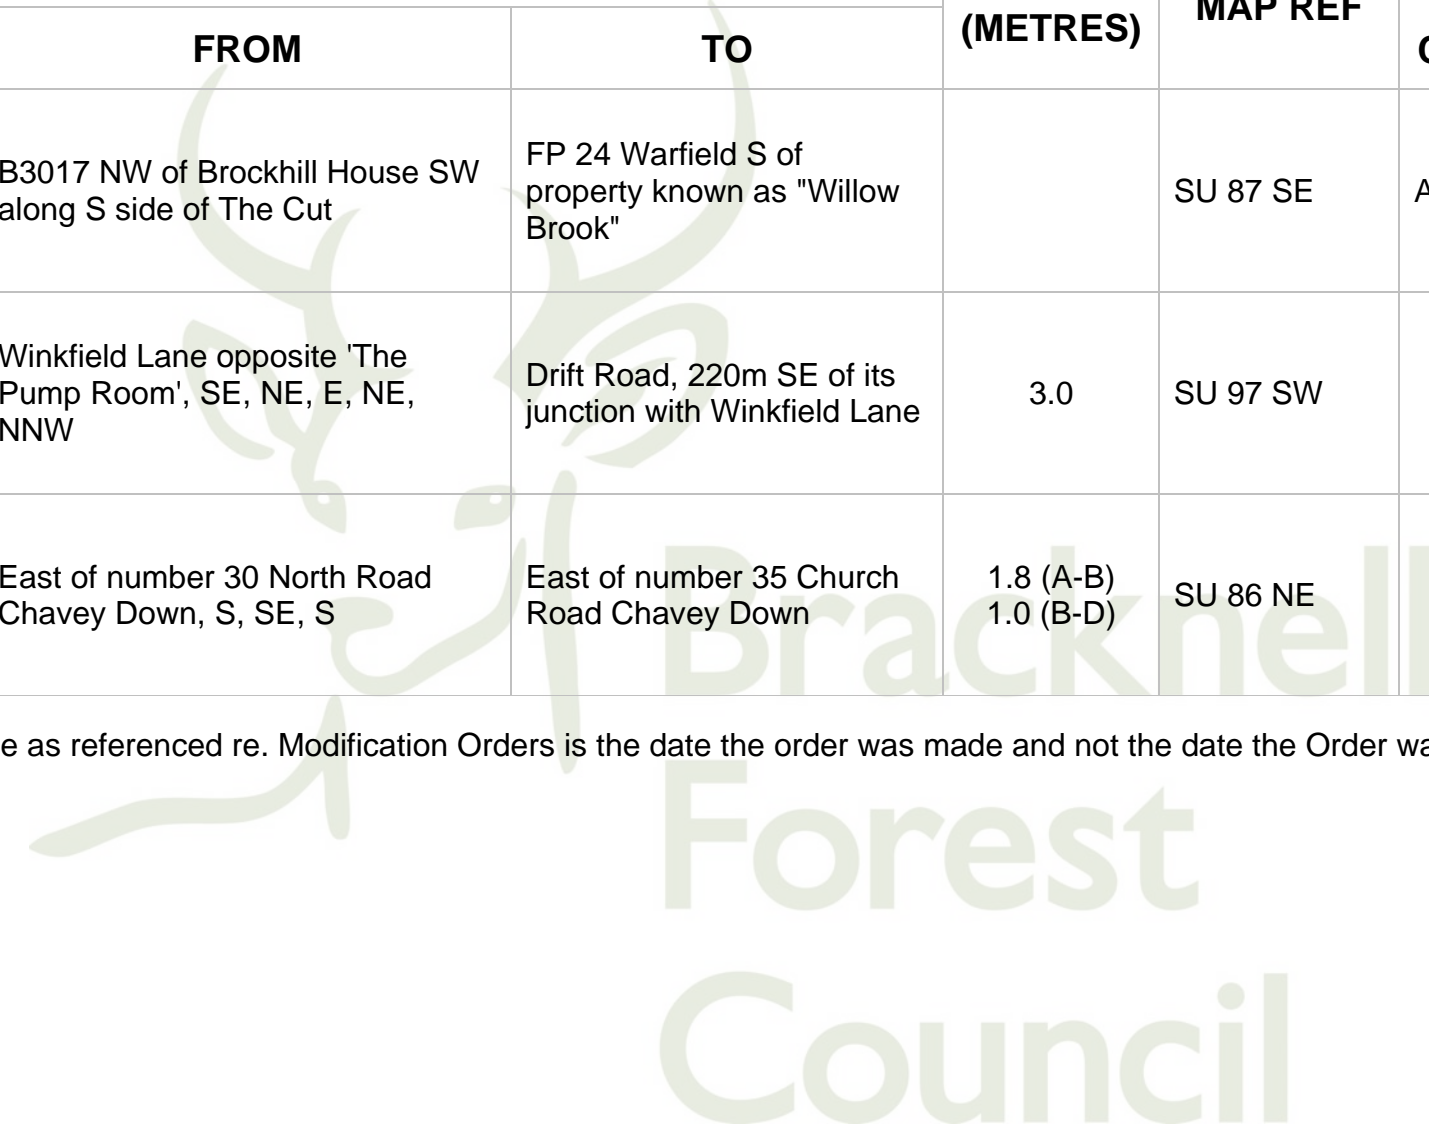 MAP REF
(METRES)
FROM
TO
B3017 NW of Brockhill House SW
along S side of The Cut
FP 24 Warfield S of
property known as "Willow
Brook"
SU 87 SE
Winkfield Lane opposite 'The
Pump Room', SE, NE, E, NE,
NNW
Drift Road, 220m SE of its
junction with Winkfield Lane
3.0
SU 97 SW
East of number 30 North Road
Chavey Down, S, SE, S
East of number 35 Church
Road Chavey Down
1.8 (A-B)
1.0 (B-D)
SU 86 NE
e as referenced re. Modification Orders is the date the order was made and not the date the Order wa
Bracknell
Forest
Council